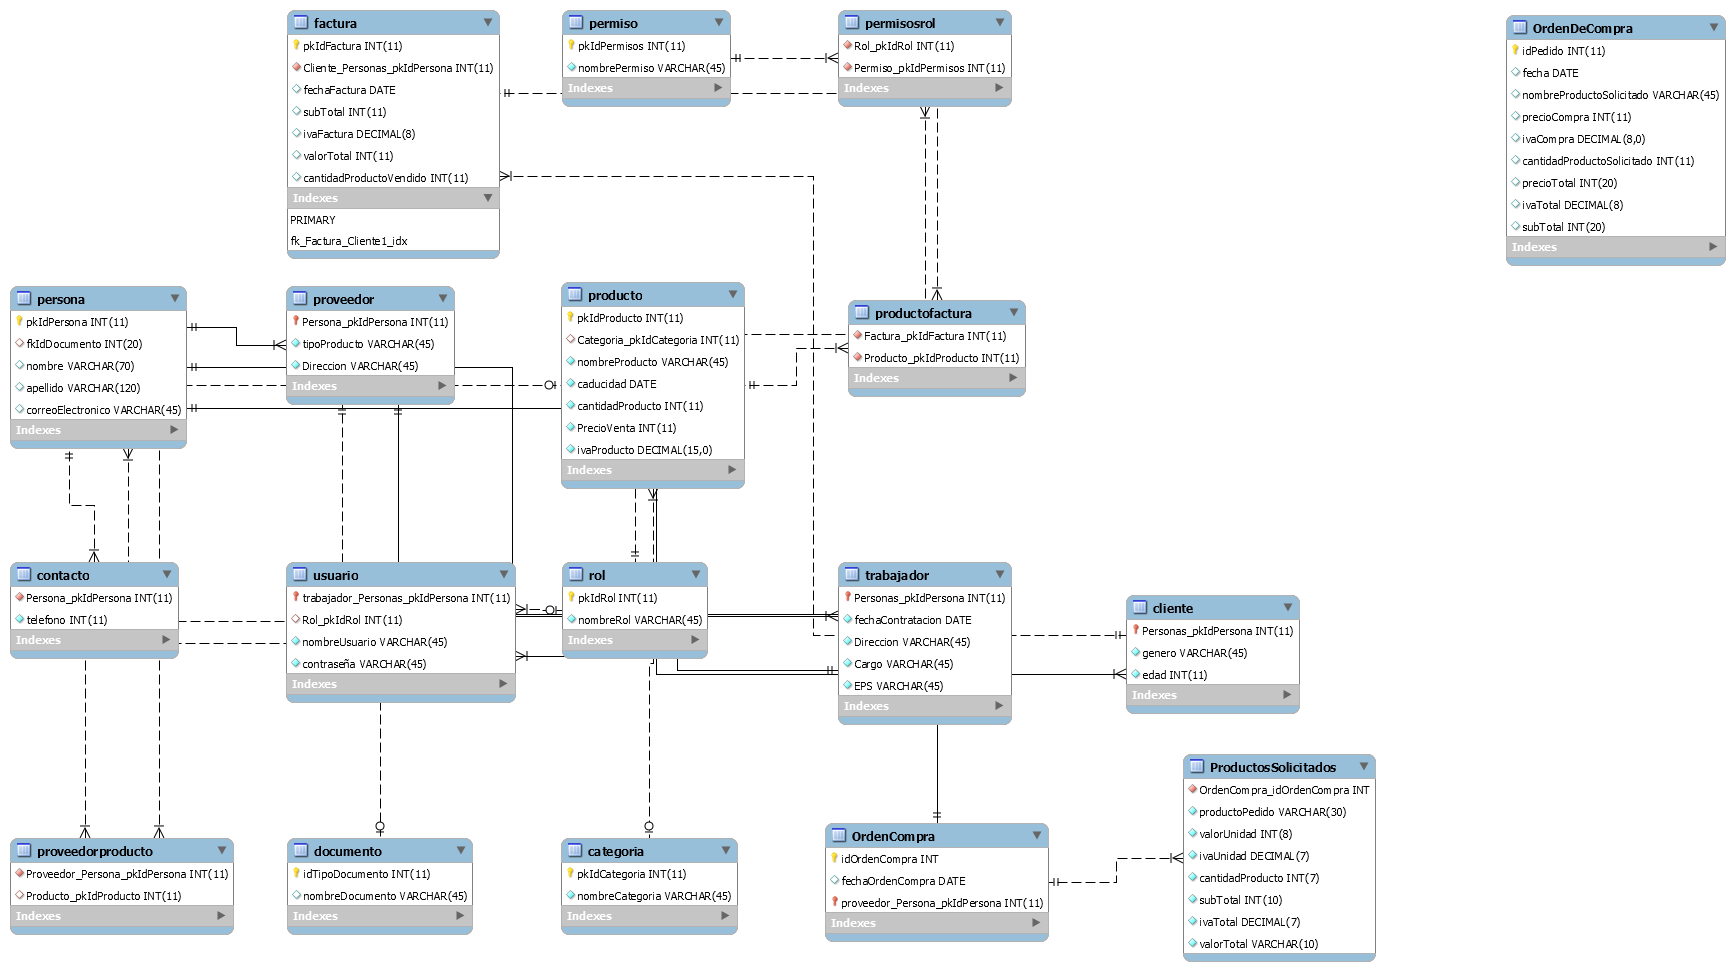 factura
pkIdFactura INT(11)
Cliente_Personas_pkIdPersona INT(11)
fechaFactura DATE
subTotal INT(11)
ivaFactura DECIMAL(8)
valorTotal INT(11)
cantidadProductoVendido INT(11)
Indexes
PRIMARY
fk_Factura_Cliente1_idx
permiso
pkIdPermisos INT(11)
nombrePermiso VARCHAR(45)
Indexes
permisosrol
Rol_pkIdRol INT(11)
Permiso_pkIdPermisos INT(11)
Indexes
OrdenDeCompra
idPedido INT(11)
fecha DATE
nombreProductoSolicitado VARCHAR(45)
precioCompra INT(11)
ivaCompra DECIMAL(8,0)
cantidadProductoSolicitado INT(11)
precioTotal INT(20)
ivaTotal DECIMAL(8)
subTotal INT(20)
Indexes
persona
pkIdPersona INT(11)
fkIdDocumento INT(20)
nombre VARCHAR(70)
apellido VARCHAR(120)
correoElectronico VARCHAR(45)
Indexes
proveedor
Persona_pkIdPersona INT(11)
tipoProducto VARCHAR(45)
Direccion VARCHAR(45)
Indexes
producto
pkIdProducto INT(11)
Categoria_pkIdCategoria INT(11)
nombreProducto VARCHAR(45)
caducidad DATE
cantidadProducto INT(11)
PrecioVenta INT(11)
ivaProducto DECIMAL(15,0)
Indexes
productofactura
Factura_pkIdFactura INT(11)
Producto_pkIdProducto INT(11)
Indexes
contacto
Persona_pkIdPersona INT(11)
telefono INT(11)
Indexes
usuario
trabajador_Personas_pkIdPersona INT(11)
Rol_pkIdRol INT(11)
nombreUsuario VARCHAR(45)
contraseña VARCHAR(45)
Indexes
rol
pkIdRol INT(11)
nombreRol VARCHAR(45)
Indexes
trabajador
Personas_pkIdPersona INT(11)
fechaContratacion DATE
Direccion VARCHAR(45)
Cargo VARCHAR(45)
EPS VARCHAR(45)
Indexes
cliente
Personas_pkIdPersona INT(11)
genero VARCHAR(45)
edad INT(11)
Indexes
proveedorproducto
Proveedor_Persona_pkIdPersona INT(11)
Producto_pkIdProducto INT(11)
Indexes
documento
idTipoDocumento INT(11)
nombreDocumento VARCHAR(45)
Indexes
categoria
pkIdCategoria INT(11)
nombreCategoria VARCHAR(45)
Indexes
OrdenCompra
idOrdenCompra INT
fechaOrdenCompra DATE
proveedor_Persona_pkIdPersona INT(11)
Indexes
ProductosSolicitados
OrdenCompra_idOrdenCompra INT
productoPedido VARCHAR(30)
valorUnidad INT(8)
ivaUnidad DECIMAL(7)
cantidadProducto INT(7)
subTotal INT(10)
ivaTotal DECIMAL(7)
valorTotal VARCHAR(10)